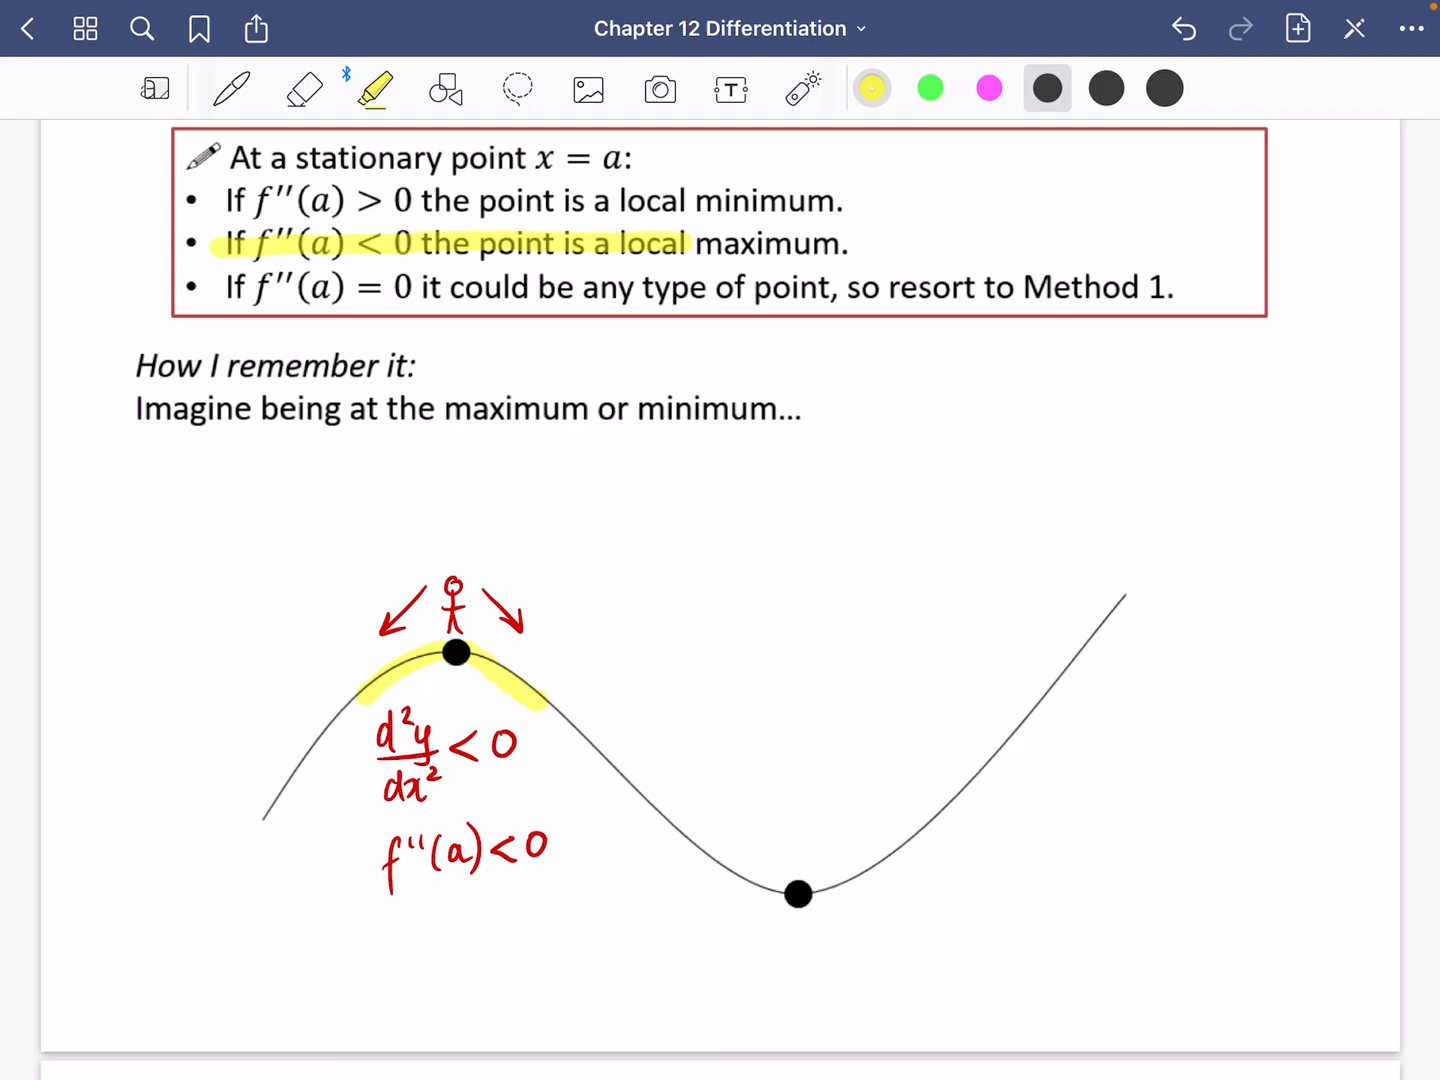 Chapter 12 Differentiation
At a stationary point x = a:
• If f''(a) > 0 the point is a local minimum.
• If f''(a) < 0 the point is a local maximum.
• If f''(a) = 0 it could be any type of point, so resort to Method 1.
How I remember it:
Imagine being at the maximum or minimum...
d²y/dx² < 0
f''(a) < 0